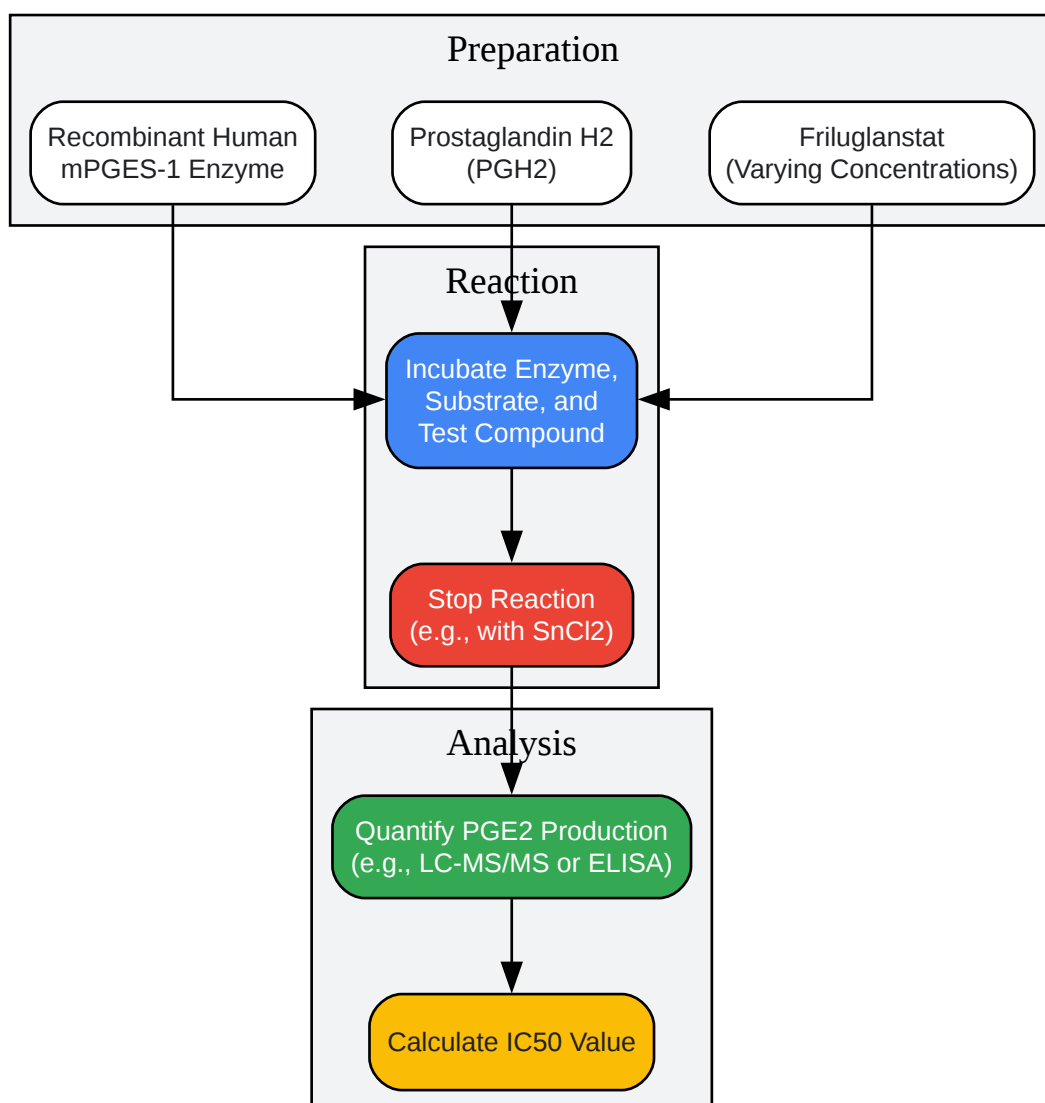 Preparation
Recombinant Human
mPGES-1 Enzyme
Prostaglandin H2
(PGH2)
Friluglanstat
(Varying Concentrations)
Reaction
Incubate Enzyme,
Substrate, and
Test Compound
Stop Reaction
(e.g., with SnCl2)
Analysis
Quantify PGE2 Production
(e.g., LC-MS/MS or ELISA)
Calculate IC50 Value